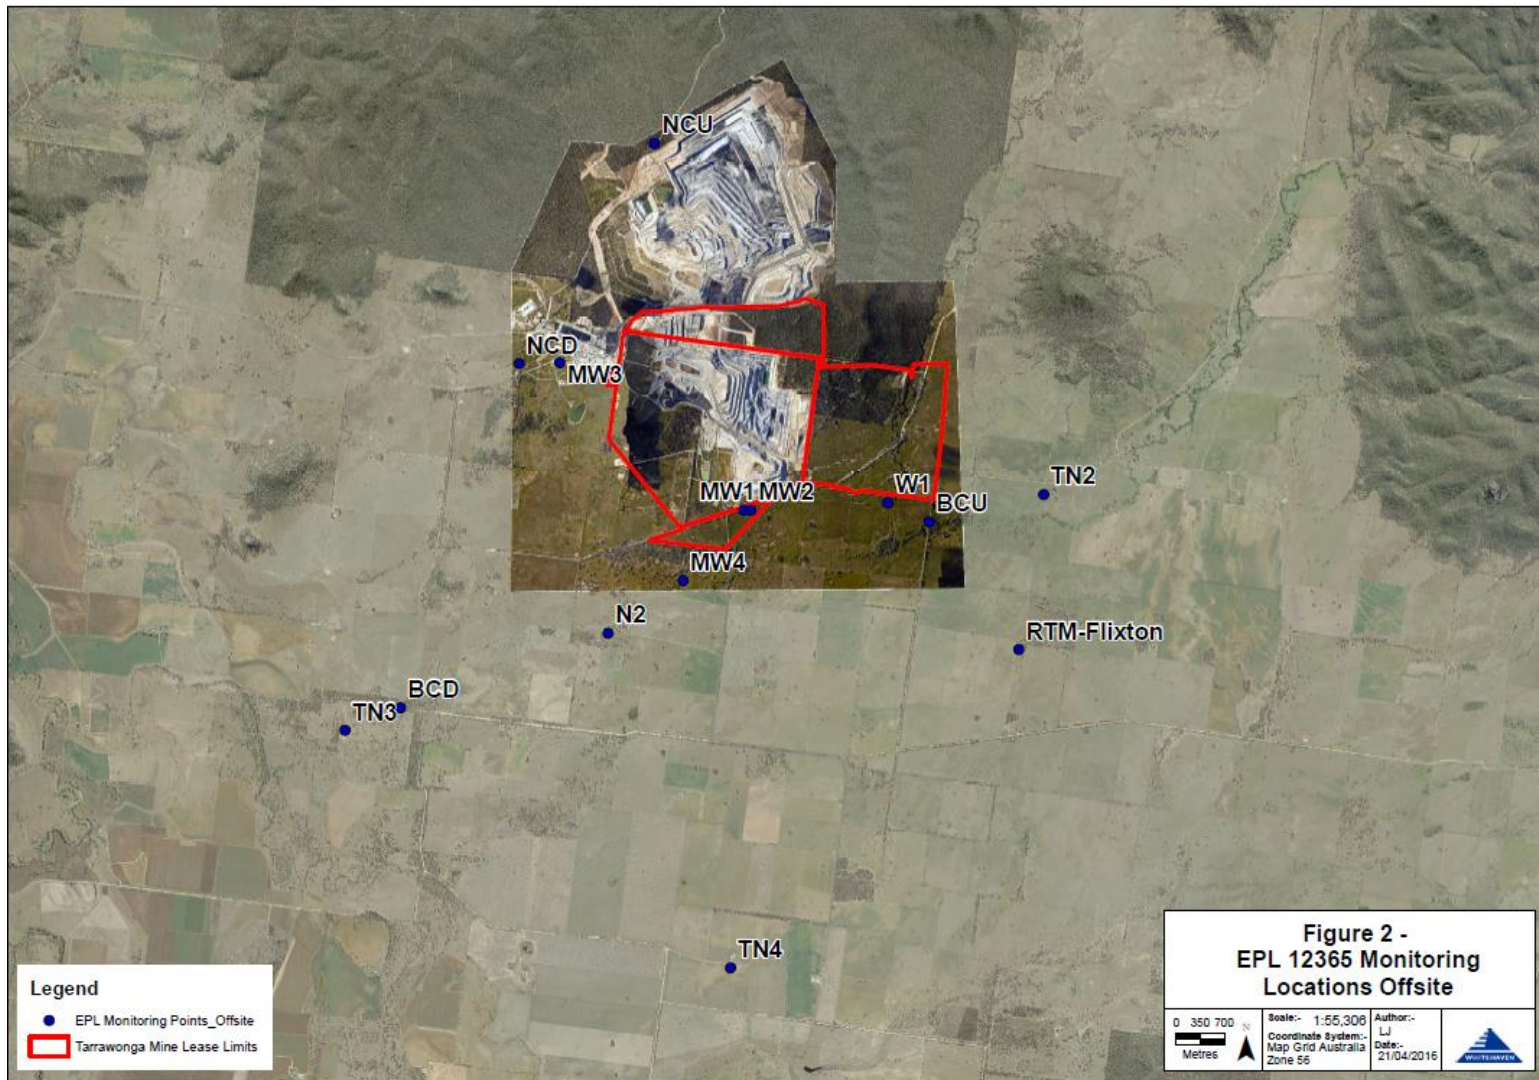 NCU
NCD
MW3
MW1
MW2
W1
TN2
BCU
MW4
N2
RTM-Flixton
BCD
TN3
TN4
Legend
EPL Monitoring Points_Offsite
Tarrawonga Mine Lease Limits
Figure 2 -
EPL 12365 Monitoring
Locations Offsite
0 350 700
Metres
N
Scale:- 1:55,306
Coordinate System:-
Map Grid Australia
Zone 56
Author:-
LJ
Date:-
21/04/2016
WHITEHAVEN